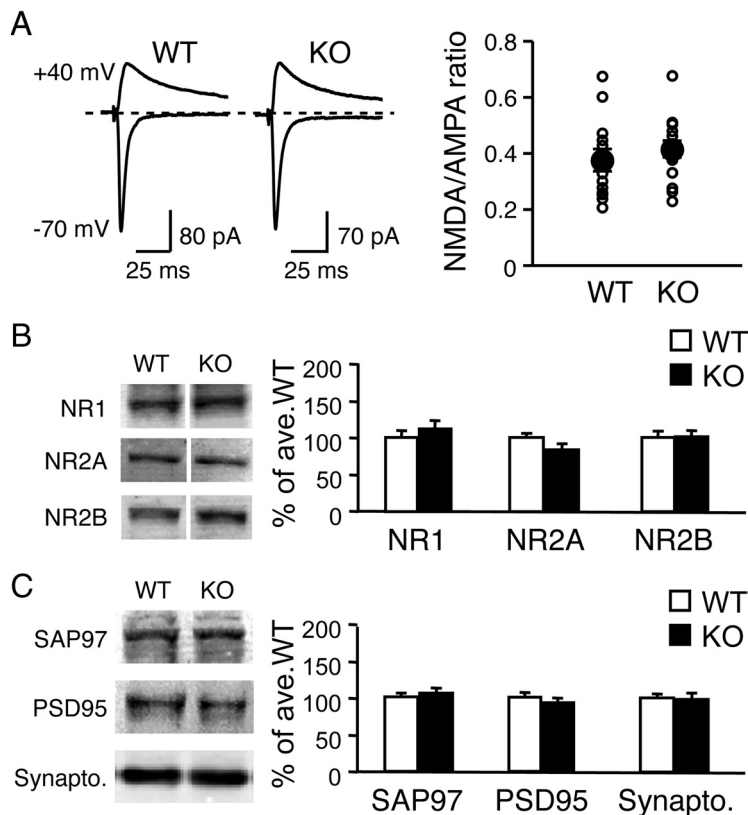 A
WT
KO
+40 mV
-70 mV
80 pA
25 ms
70 pA
25 ms
NMDA/AMPA ratio
0.8
0.6
0.4
0.2
0
WT
KO
B
WT
KO
NR1
NR2A
NR2B
% of ave.WT
200
150
100
50
0
NR1
NR2A
NR2B
WT
KO
C
WT
KO
SAP97
PSD95
Synapto.
% of ave.WT
200
150
100
50
0
SAP97
PSD95
Synapto.
WT
KO